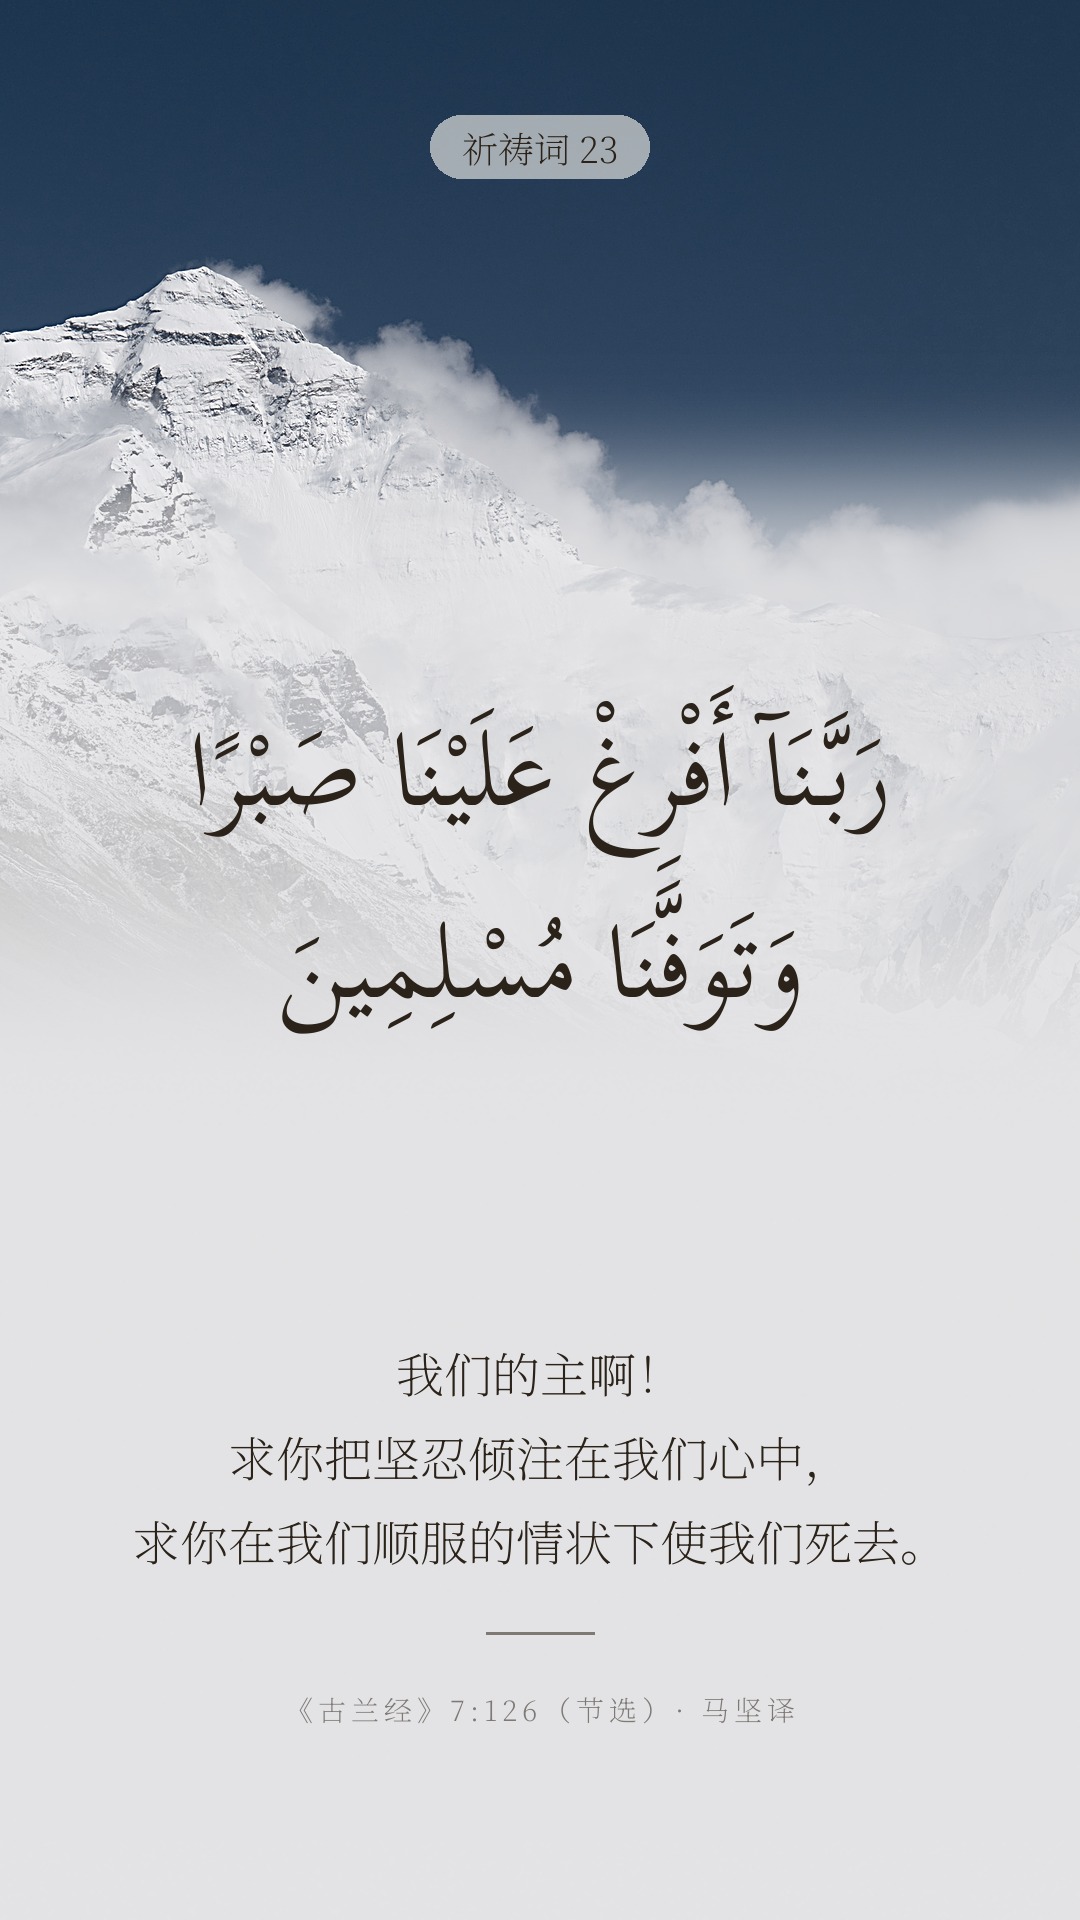 祈祷词 23
رَبَّنَآ أَفْرِغْ عَلَيْنَا صَبْرًا
وَتَوَفَّنَا مُسْلِمِينَ
我们的主啊！
求你把坚忍倾注在我们心中，
求你在我们顺服的情状下使我们死去。
《古兰经》7:126（节选）· 马坚译